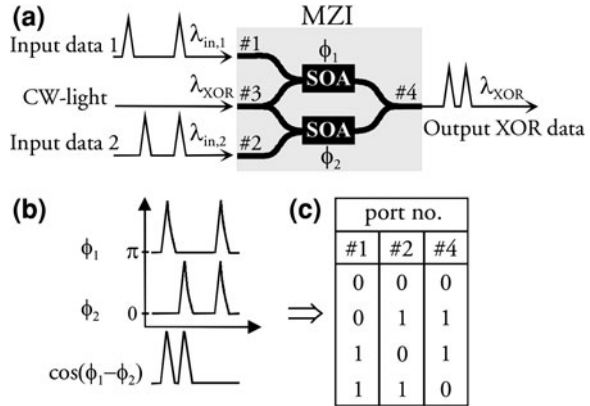 (a)
MZI
Input data 1
λin,1
#1
ϕ1
SOA
CW-light
λXOR
#3
#4
λXOR
Input data 2
λin,2
#2
SOA
ϕ2
Output XOR data
(b)
ϕ1
π
ϕ2
0
cos(ϕ1–ϕ2)
⇒
(c)
port no.
#1 #2 #4
0 0 0
0 1 1
1 0 1
1 1 0